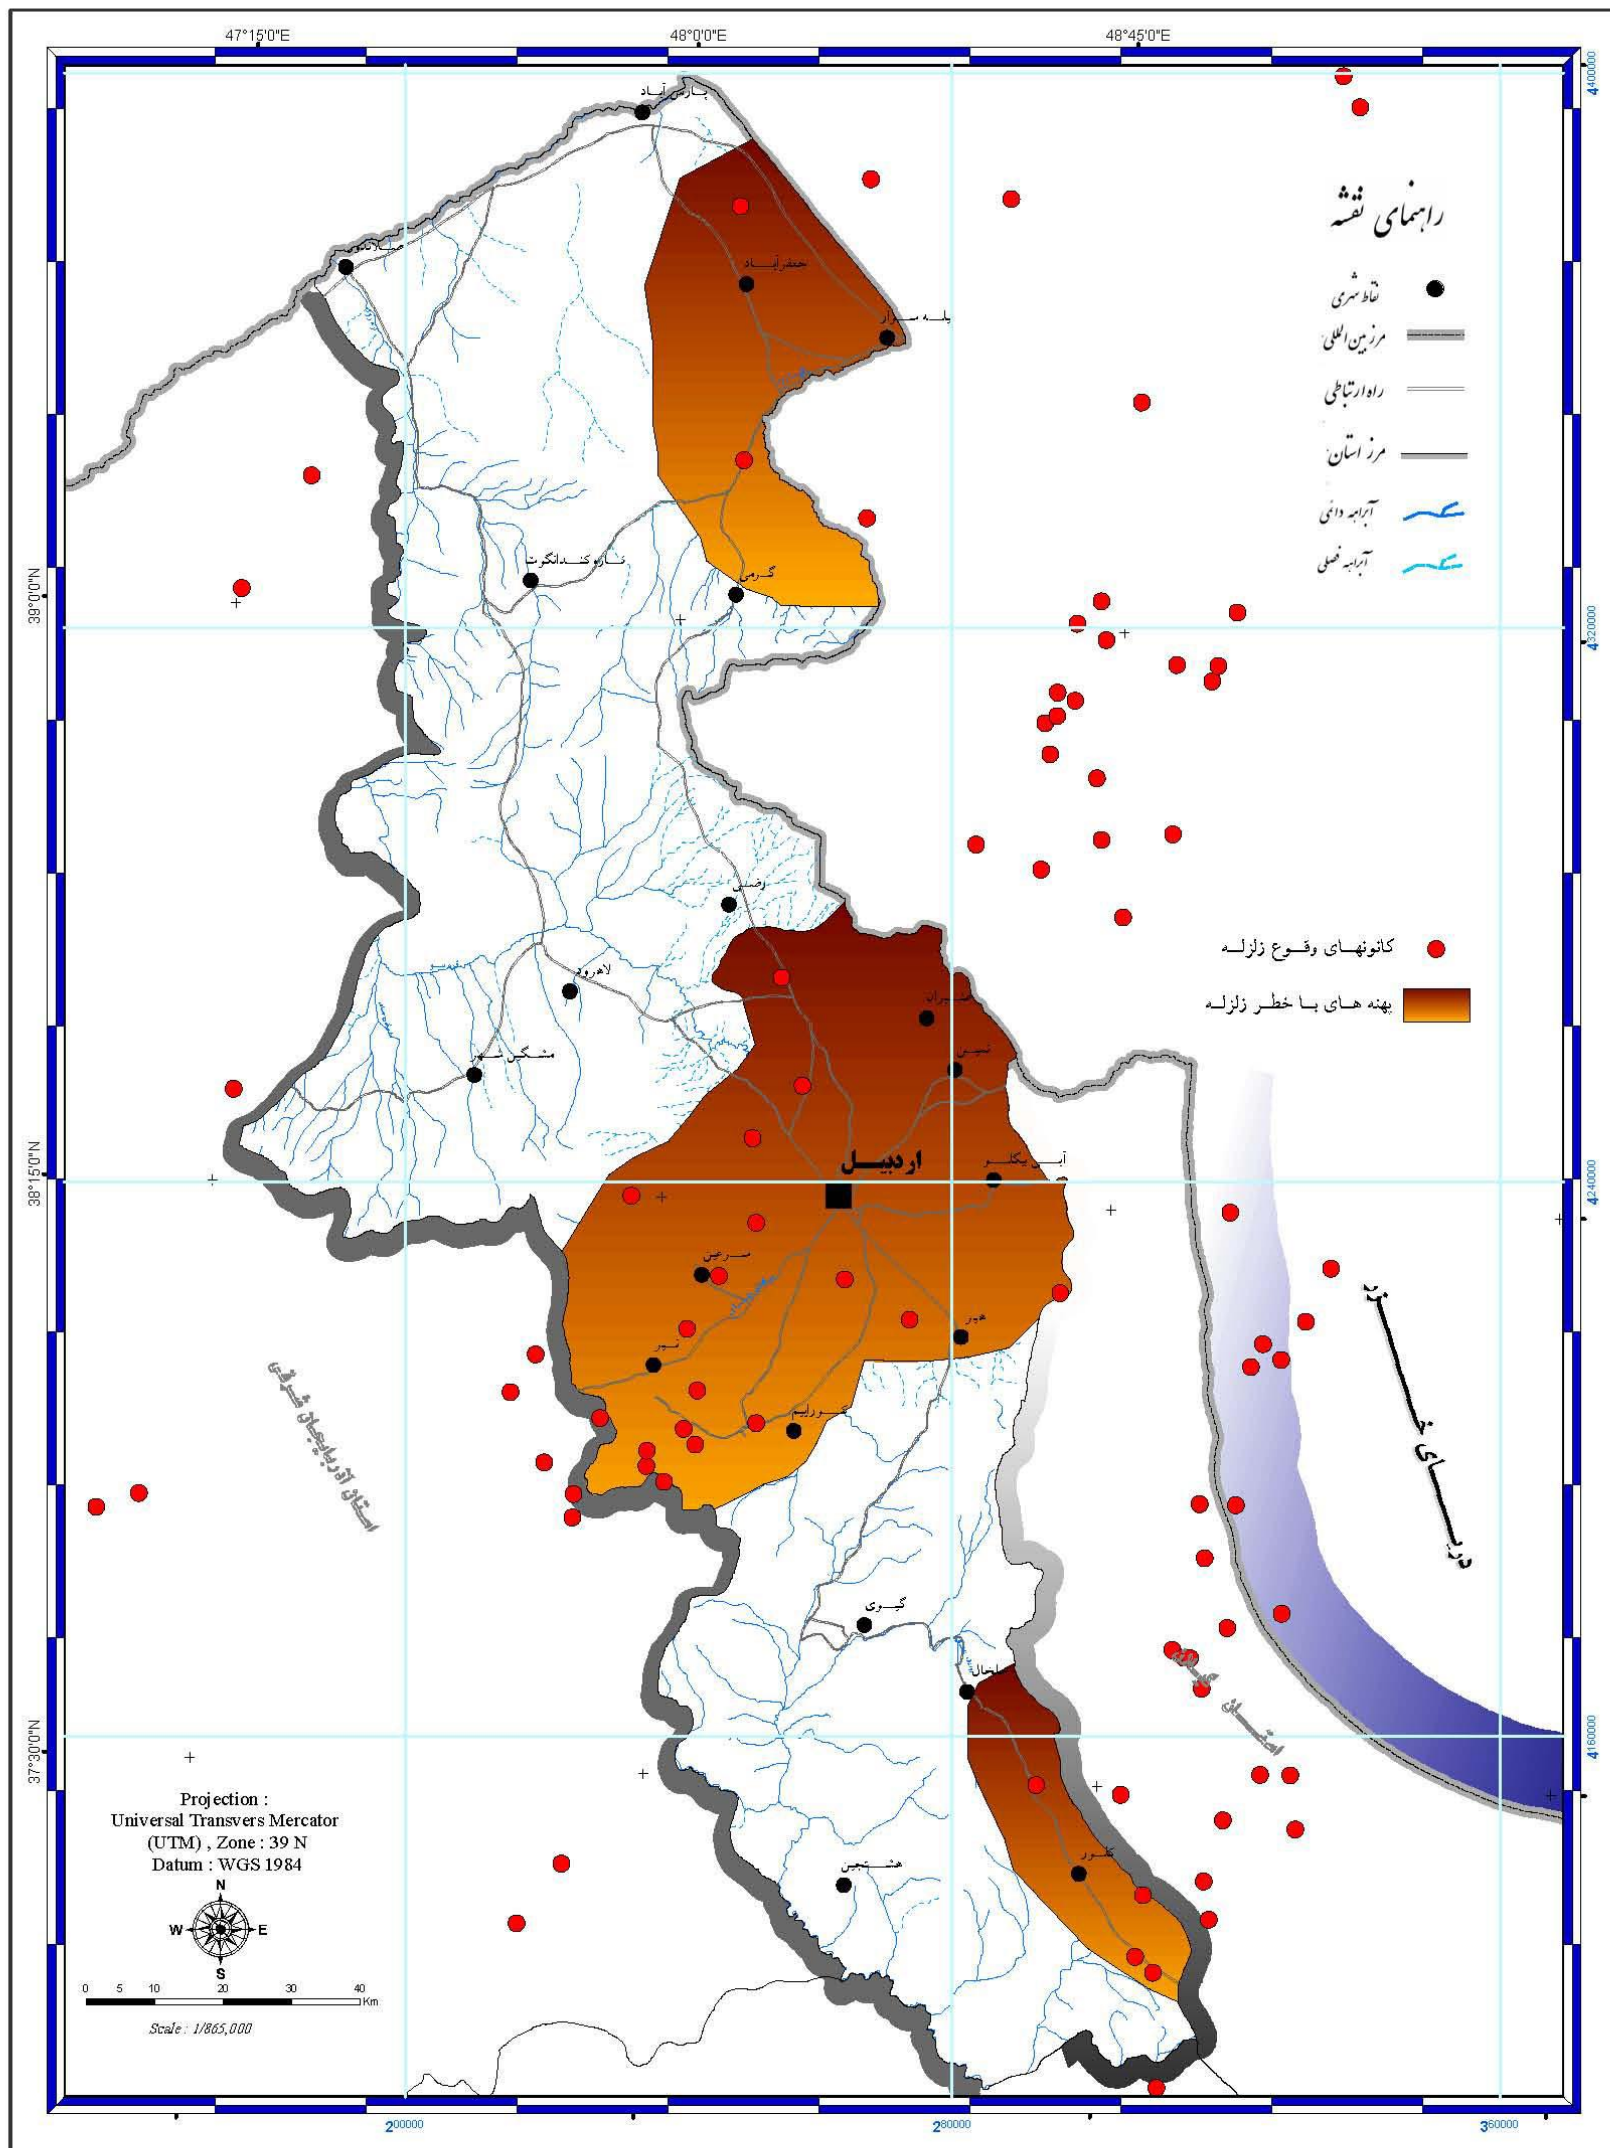 47°15'0"E
48°0'0"E
48°45'0"E
4400000
پارس آباد
راهنمای نقشه
جعفرآباد
بیله سوار
نقاط شهری
مرز بین‌المللی
راه ارتباطی
مرز استان
آبراهه دائمی
آبراهه فصلی
گرمی
39°0'0"N
4320000
رضی
کانونهای وقوع زلزله
پهنه های با خطر زلزله
لاهرود
مشگین شهر
نمین
اردبیل
آبی بیگلو
38°15'0"N
4240000
سرعین
هیر
نیر
کوراییم
دریای خزر
استان آذربایجان شرقی
گیوی
خلخال
استان گیلان
37°30'0"N
4160000
کلور
هشتجین
Projection :
Universal Transvers Mercator
(UTM) , Zone : 39 N
Datum : WGS 1984
N
W E
S
0 5 10 20 30 40
Km
Scale : 1/865,000
200000
280000
360000